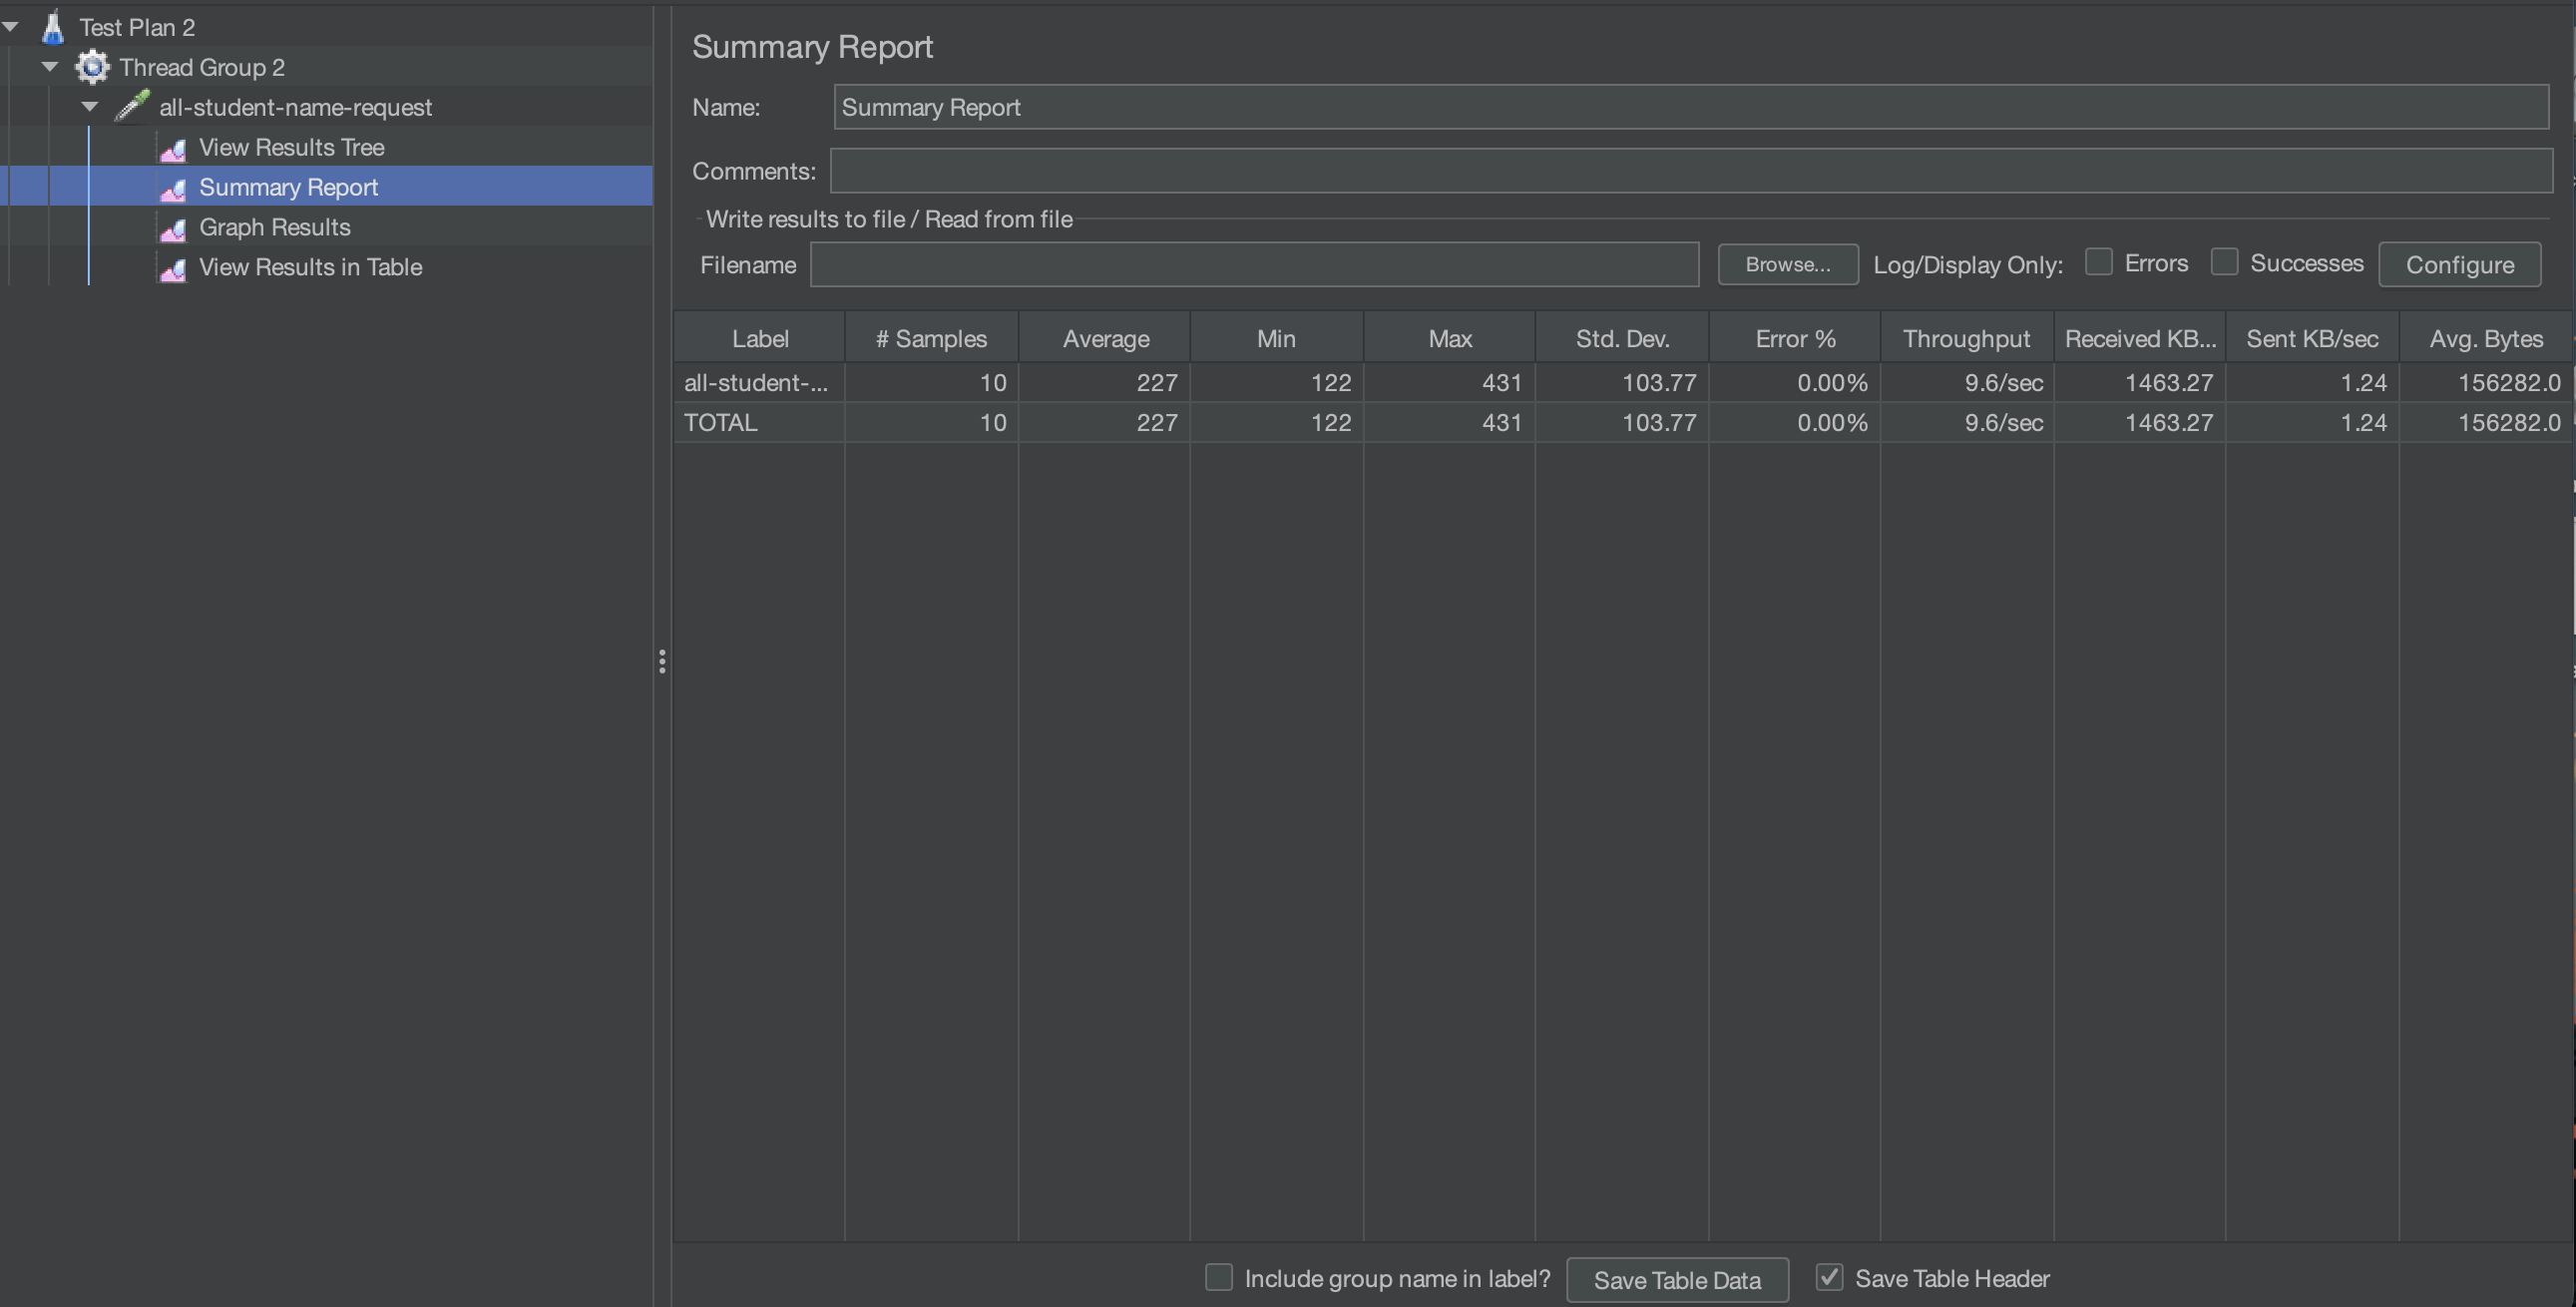 Test Plan 2
Thread Group 2
all-student-name-request
View Results Tree
Summary Report
Graph Results
View Results in Table
Summary Report
Name: Summary Report
Comments:
Write results to file / Read from file
Filename Browse... Log/Display Only: Errors Successes Configure
Label # Samples Average Min Max Std. Dev. Error % Throughput Received KB... Sent KB/sec Avg. Bytes
all-student-... 10 227 122 431 103.77 0.00% 9.6/sec 1463.27 1.24 156282.0
TOTAL 10 227 122 431 103.77 0.00% 9.6/sec 1463.27 1.24 156282.0
Include group name in label? Save Table Data Save Table Header